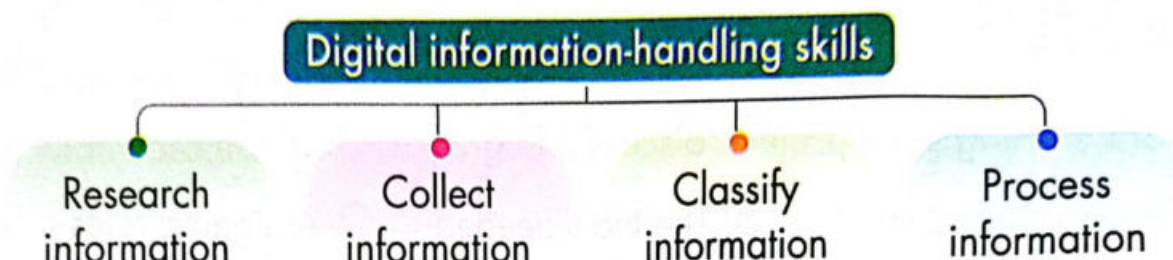 Digital information-handling skills
Research
information
Collect
information
Classify
information
Process
information